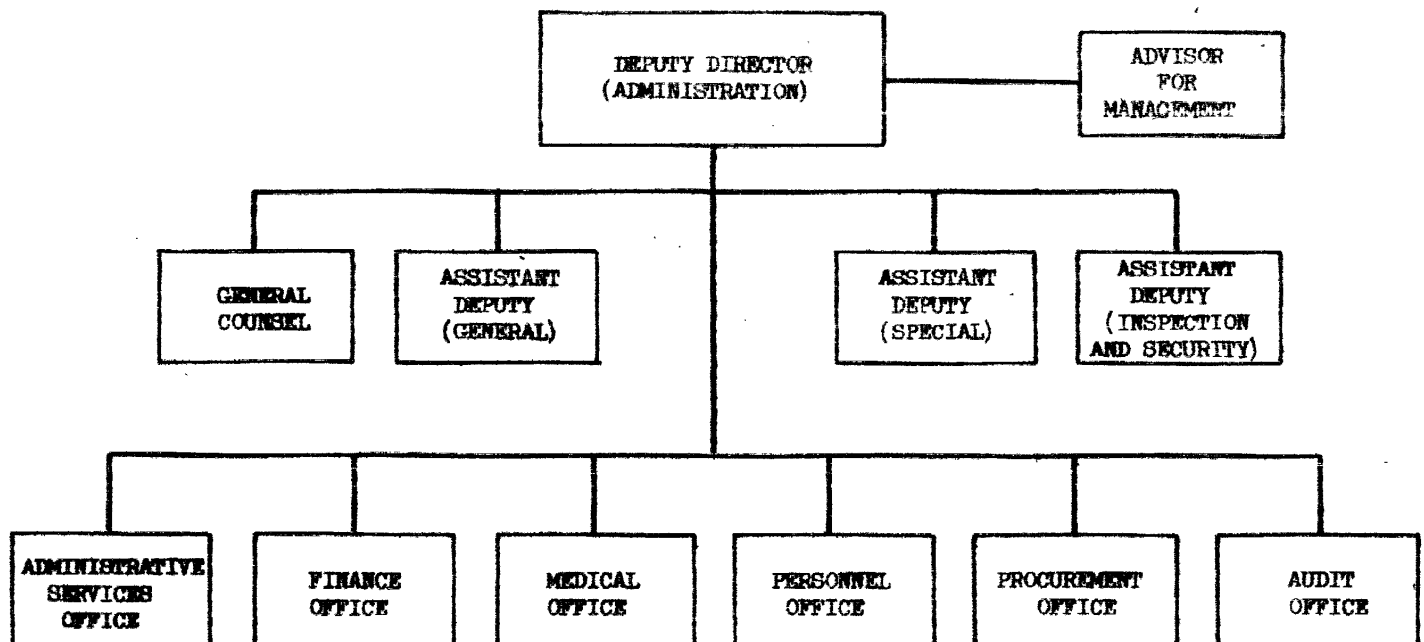 DEPUTY DIRECTOR
(ADMINISTRATION)
ADVISOR
FOR
MANAGEMENT
GENERAL
COUNSEL
ASSISTANT
DEPUTY
(GENERAL)
ASSISTANT
DEPUTY
(SPECIAL)
ASSISTANT
DEPUTY
(INSPECTION
AND SECURITY)
ADMINISTRATIVE
SERVICES
OFFICE
FINANCE
OFFICE
MEDICAL
OFFICE
PERSONNEL
OFFICE
PROCUREMENT
OFFICE
AUDIT
OFFICE